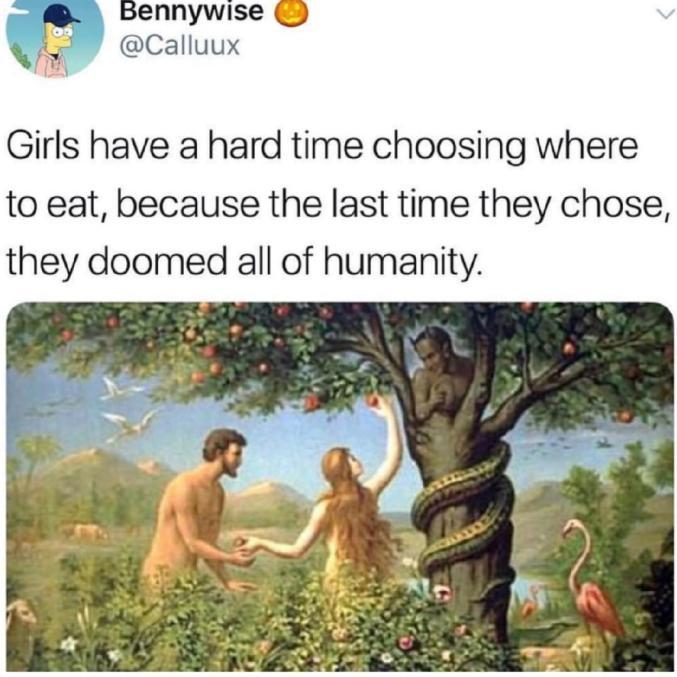 Bennywise 🎃
@Calluux
Girls have a hard time choosing where
to eat, because the last time they chose,
they doomed all of humanity.